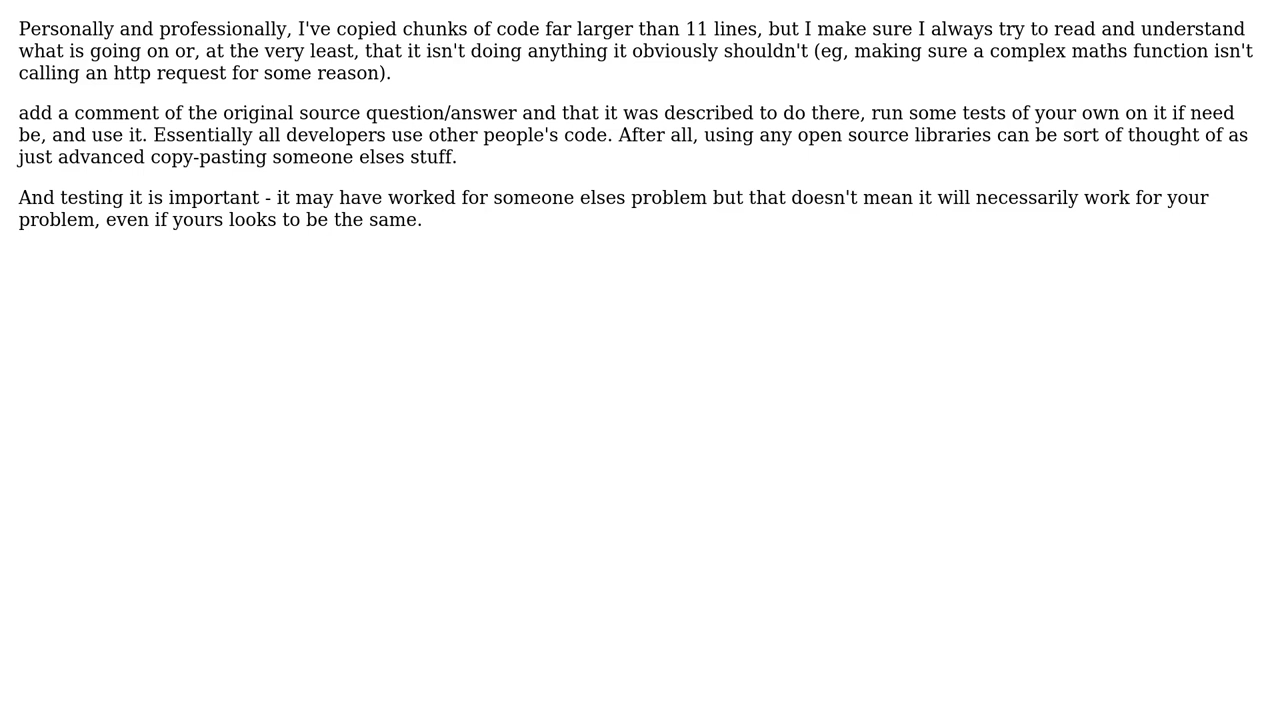 Personally and professionally, I've copied chunks of code far larger than 11 lines, but I make sure I always try to read and understand
what is going on or, at the very least, that it isn't doing anything it obviously shouldn't (eg, making sure a complex maths function isn't
calling an http request for some reason).
add a comment of the original source question/answer and that it was described to do there, run some tests of your own on it if need
be, and use it. Essentially all developers use other people's code. After all, using any open source libraries can be sort of thought of as
just advanced copy-pasting someone elses stuff.
And testing it is important - it may have worked for someone elses problem but that doesn't mean it will necessarily work for your
problem, even if yours looks to be the same.